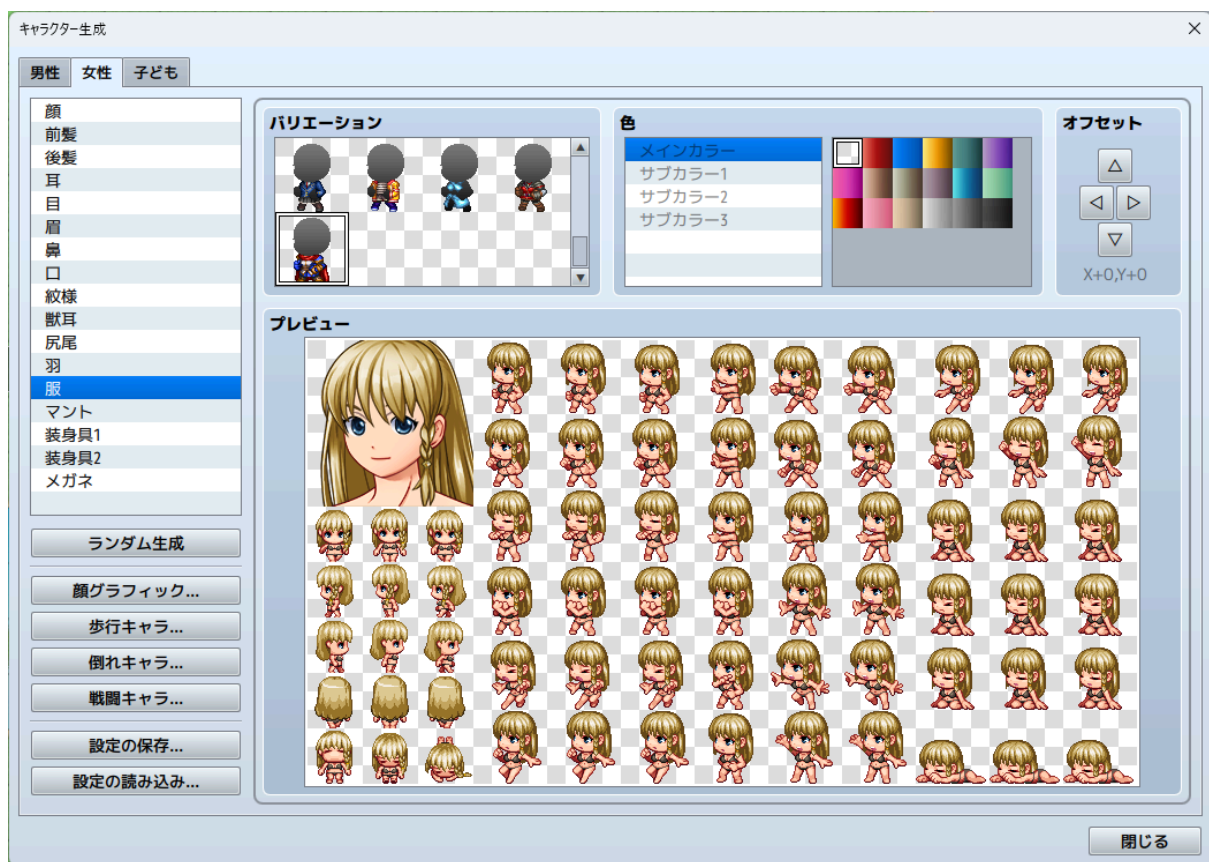 キャラクター生成
男性
女性
子ども
顔
前髪
後髪
耳
目
眉
鼻
口
紋様
獣耳
尻尾
羽
服
マント
装身具1
装身具2
メガネ
ランダム生成
顔グラフィック...
歩行キャラ...
倒れキャラ...
戦闘キャラ...
設定の保存...
設定の読み込み...
バリエーション
色
メインカラー
サブカラー1
サブカラー2
サブカラー3
オフセット
X+0,Y+0
プレビュー
閉じる